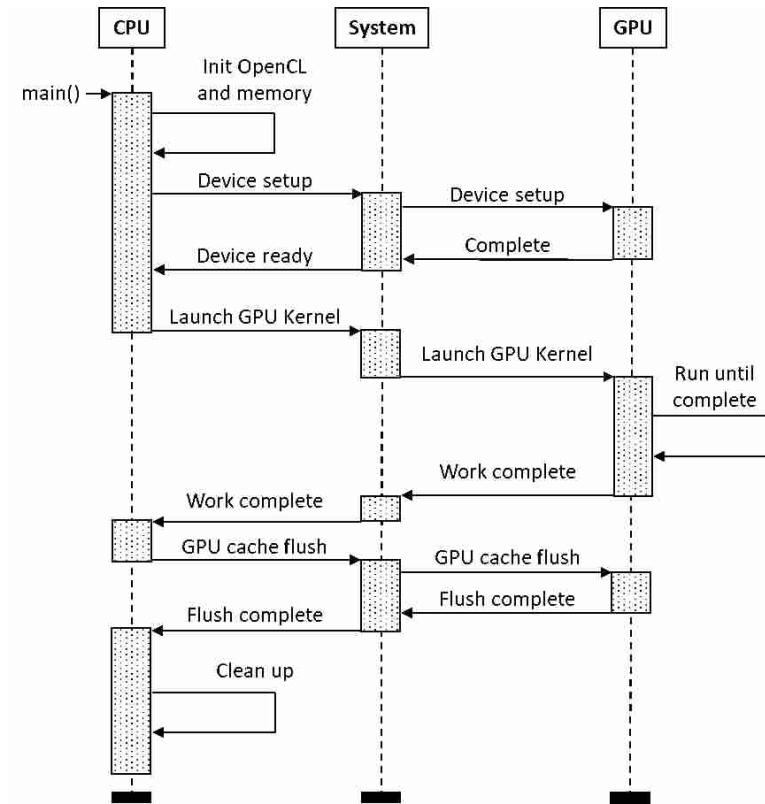 CPU
System
GPU
Init OpenCL
and memory
main()
Device setup
Device setup
Complete
Device ready
Launch GPU Kernel
Launch GPU Kernel
Run until
complete
Work complete
Work complete
GPU cache flush
GPU cache flush
Flush complete
Flush complete
Clean up